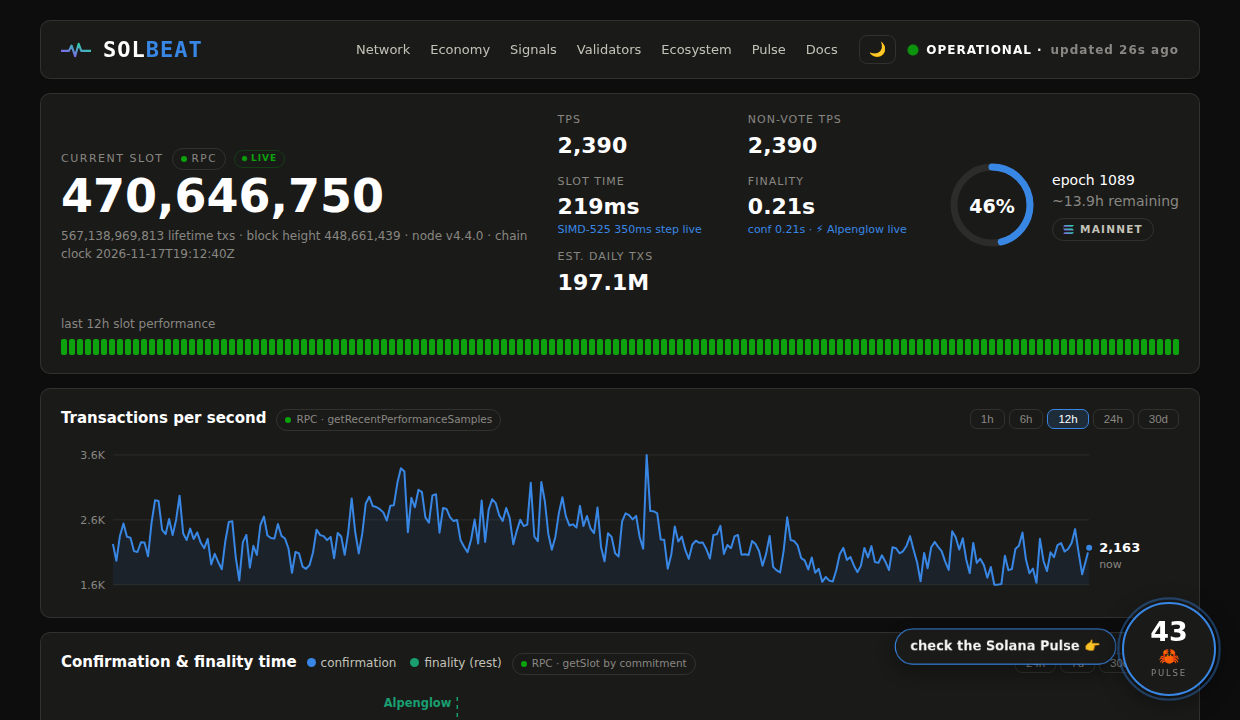 SOLBEAT
Network Economy Signals Validators Ecosystem Pulse Docs
OPERATIONAL · updated 26s ago
CURRENT SLOT RPC LIVE
470,646,750
567,138,969,813 lifetime txs · block height 448,661,439 · node v4.4.0 · chain
clock 2026-11-17T19:12:40Z
TPS
2,390
NON-VOTE TPS
2,390
SLOT TIME
219ms
SIMD-525 350ms step live
FINALITY
0.21s
conf 0.21s · ⚡ Alpenglow live
EST. DAILY TXS
197.1M
46%
epoch 1089
~13.9h remaining
MAINNET
last 12h slot performance
Transactions per second RPC · getRecentPerformanceSamples
1h 6h 12h 24h 30d
3.6K
2.6K
1.6K
2,163
now
Confirmation & finality time confirmation finality (rest) RPC · getSlot by commitment
check the Solana Pulse 👉
43
PULSE
Alpenglow